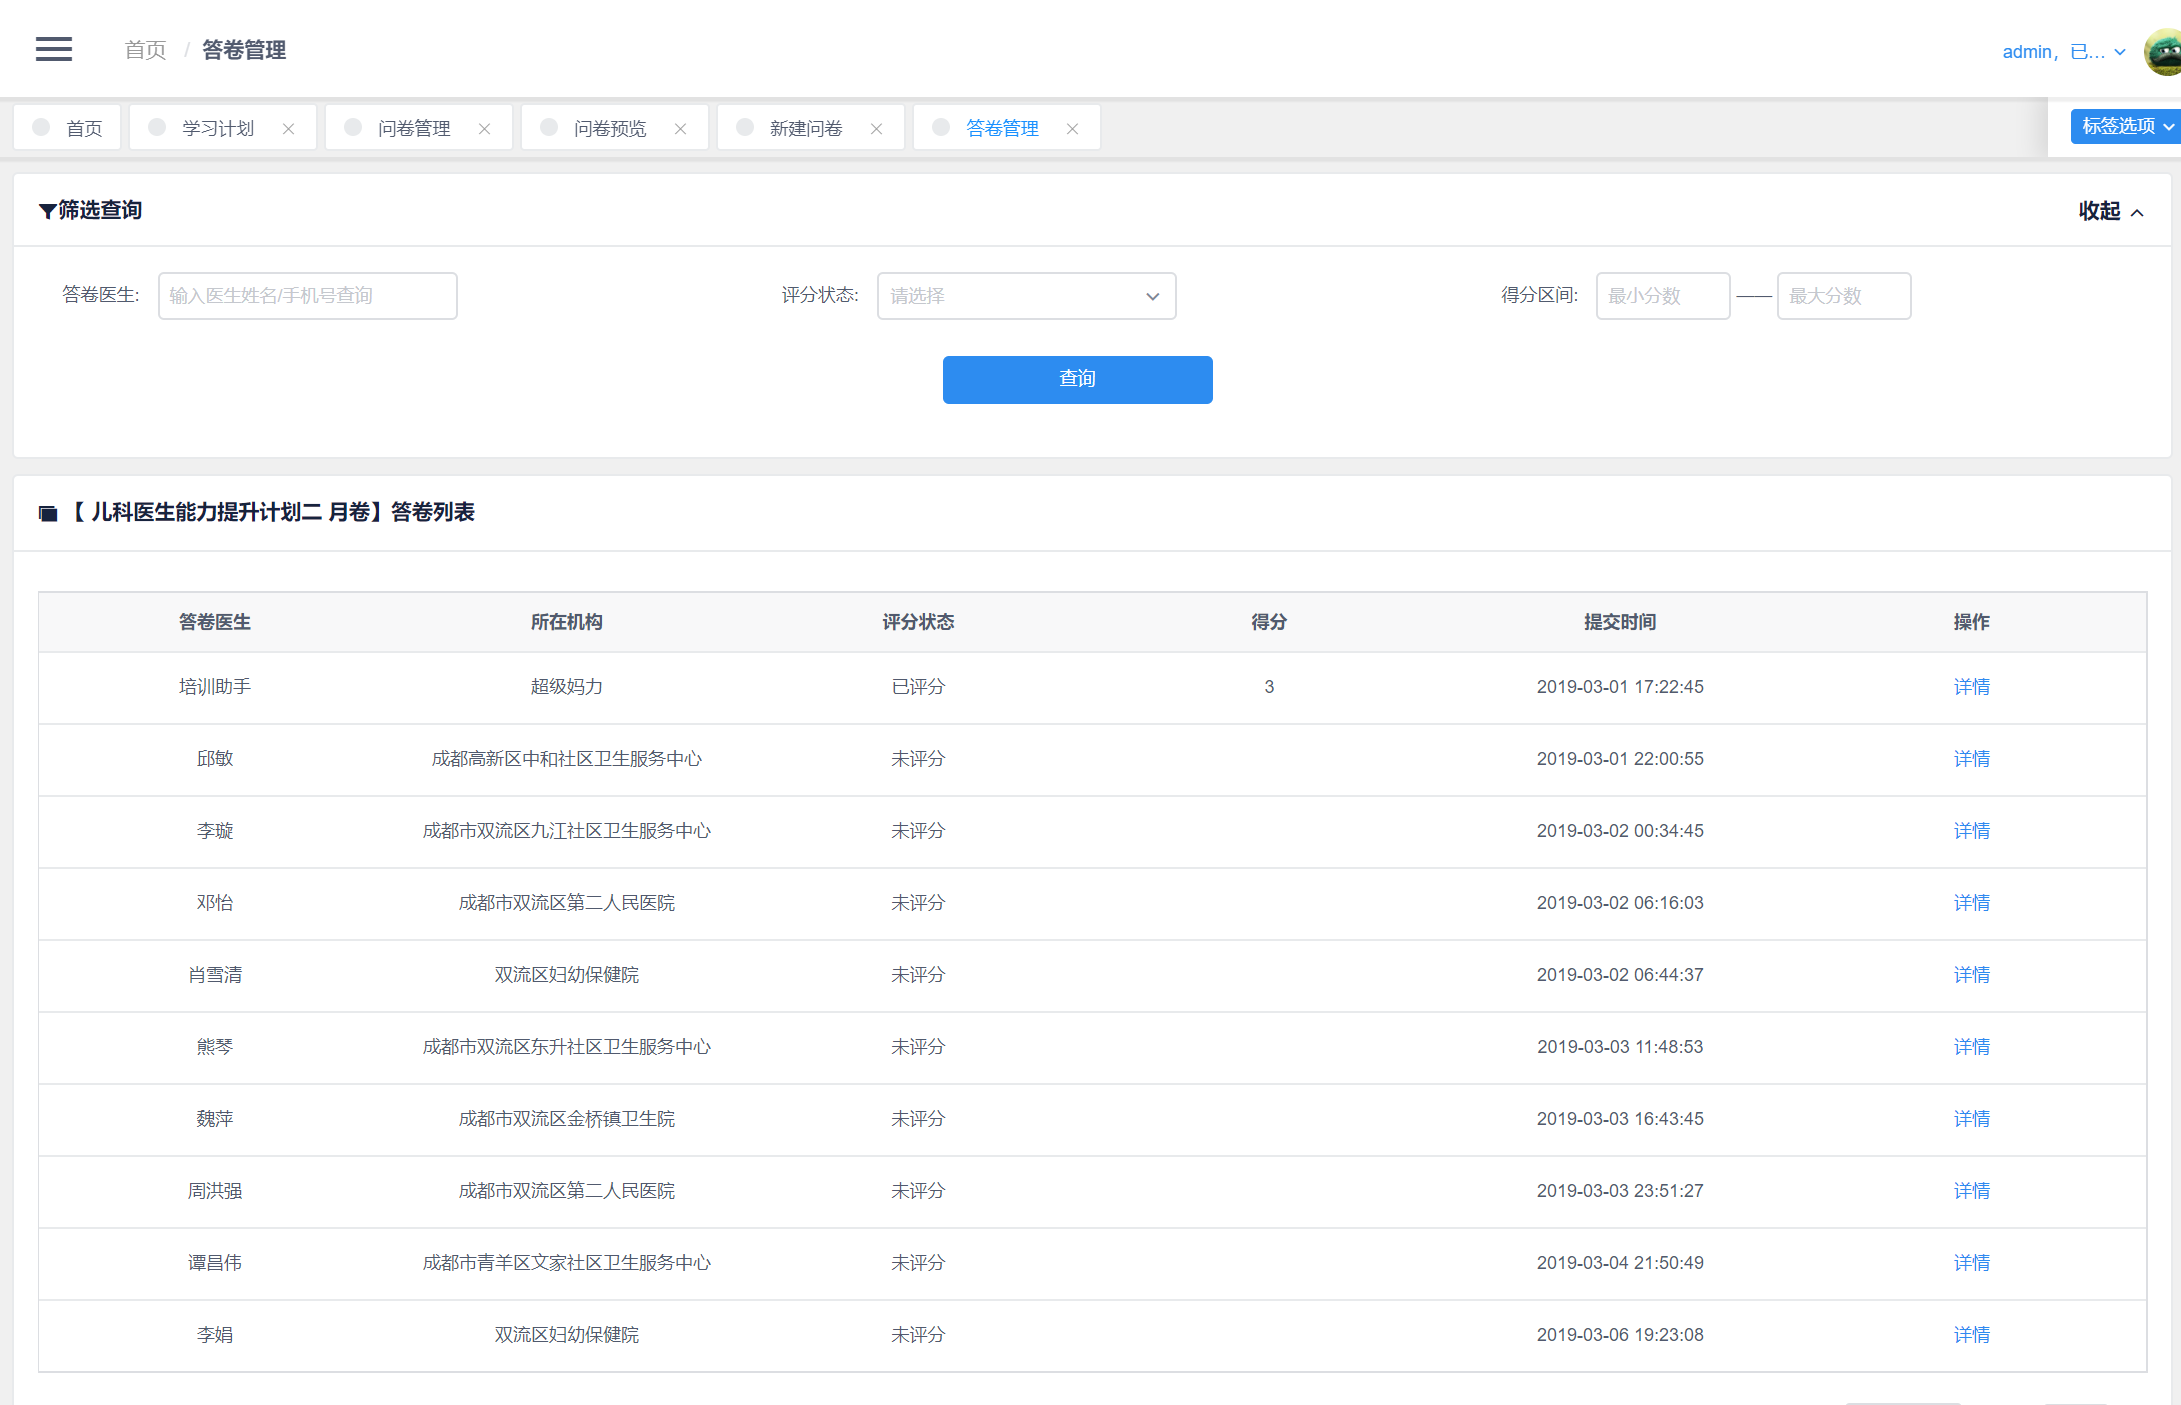 首页 / 答卷管理
admin，已...
首页
学习计划
问卷管理
问卷预览
新建问卷
答卷管理
标签选项
筛选查询
收起
答卷医生: 输入医生姓名/手机号查询
评分状态: 请选择
得分区间: 最小分数 —— 最大分数
查询
【 儿科医生能力提升计划二 月卷】答卷列表
答卷医生 所在机构 评分状态 得分 提交时间 操作
培训助手 超级妈力 已评分 3 2019-03-01 17:22:45 详情
邱敏 成都高新区中和社区卫生服务中心 未评分 2019-03-01 22:00:55 详情
李璇 成都市双流区九江社区卫生服务中心 未评分 2019-03-02 00:34:45 详情
邓怡 成都市双流区第二人民医院 未评分 2019-03-02 06:16:03 详情
肖雪清 双流区妇幼保健院 未评分 2019-03-02 06:44:37 详情
熊琴 成都市双流区东升社区卫生服务中心 未评分 2019-03-03 11:48:53 详情
魏萍 成都市双流区金桥镇卫生院 未评分 2019-03-03 16:43:45 详情
周洪强 成都市双流区第二人民医院 未评分 2019-03-03 23:51:27 详情
谭昌伟 成都市青羊区文家社区卫生服务中心 未评分 2019-03-04 21:50:49 详情
李娟 双流区妇幼保健院 未评分 2019-03-06 19:23:08 详情